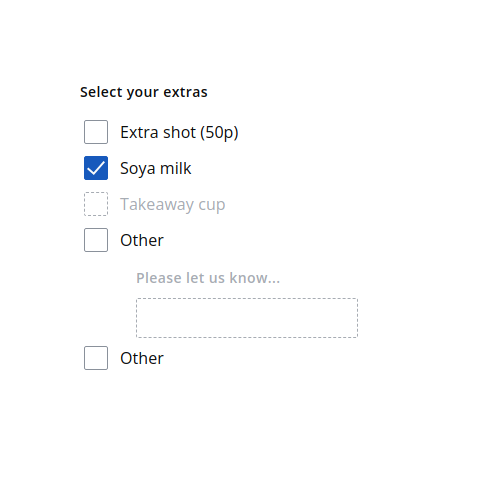 Select your extras
Extra shot (50p)
Soya milk
Takeaway cup
Other
Please let us know...
Other